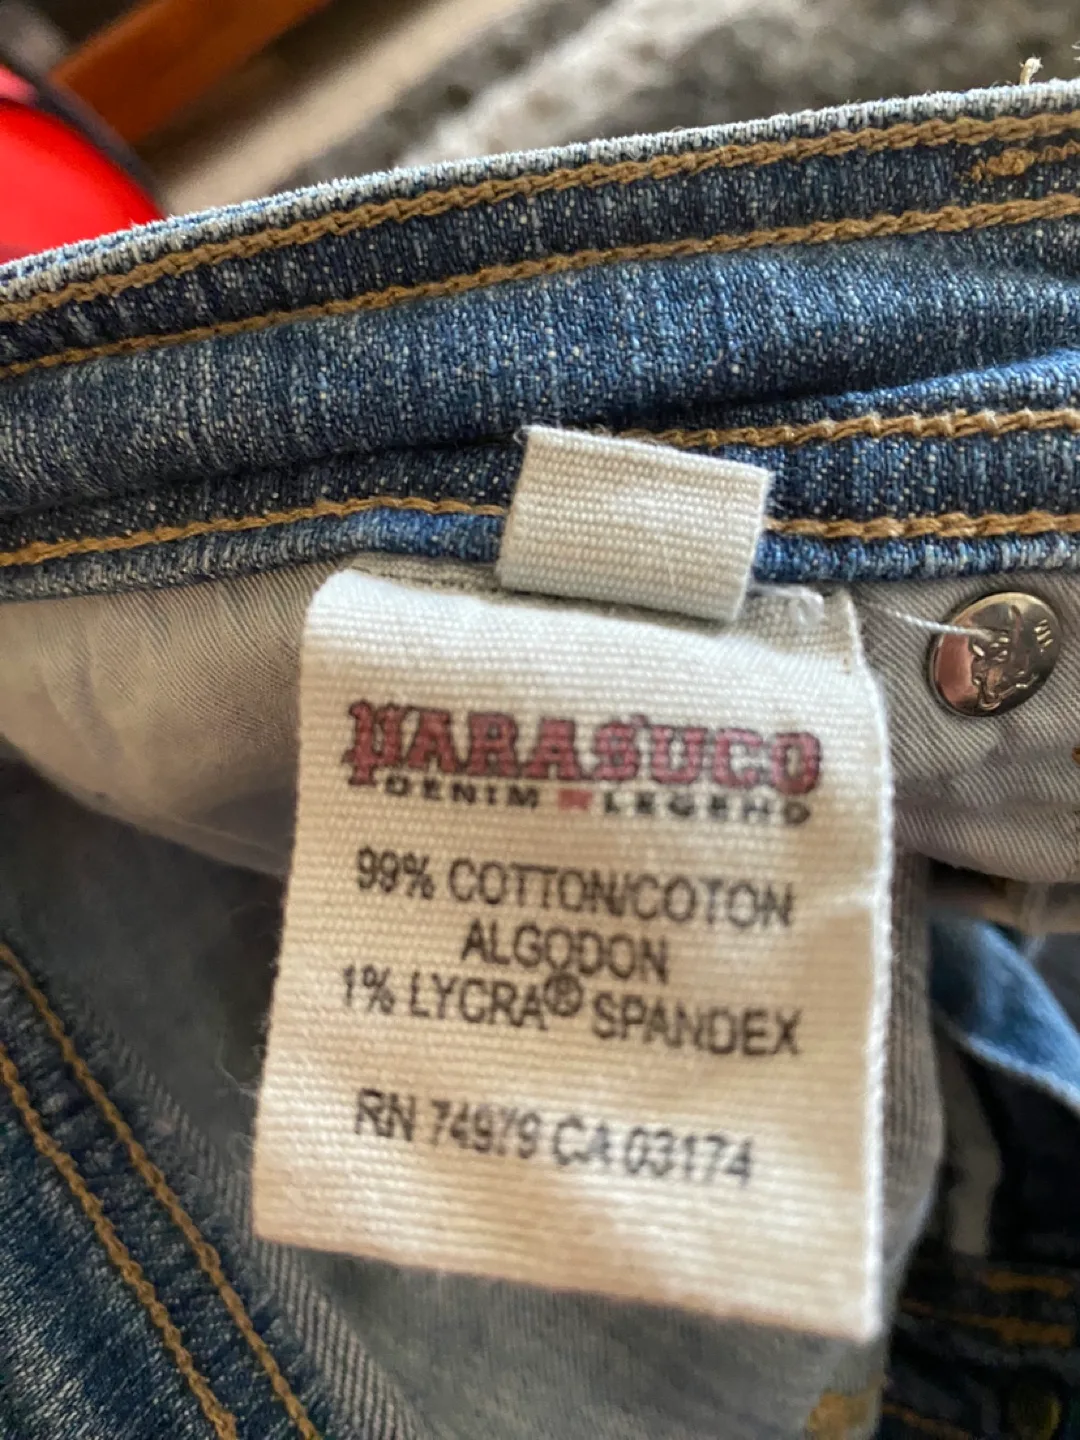 PARASUCO
DENIM LEGEND
99% COTTON/COTON
ALGODON
1% LYCRA® SPANDEX
RN 74979 CA 03174